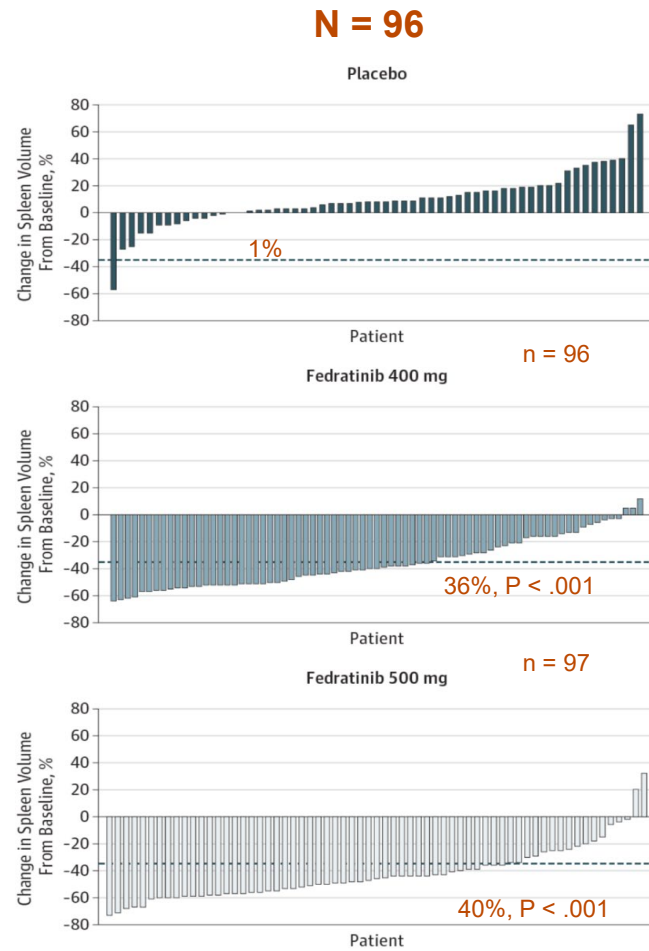 N = 96
Placebo
Change in Spleen Volume
From Baseline, %
80
60
40
20
0
-20
-40
-60
-80
1%
Patient
n = 96
Fedratinib 400 mg
Change in Spleen Volume
From Baseline, %
80
60
40
20
0
-20
-40
-60
-80
36%, P < .001
Patient
n = 97
Fedratinib 500 mg
Change in Spleen Volume
From Baseline, %
80
60
40
20
0
-20
-40
-60
-80
40%, P < .001
Patient